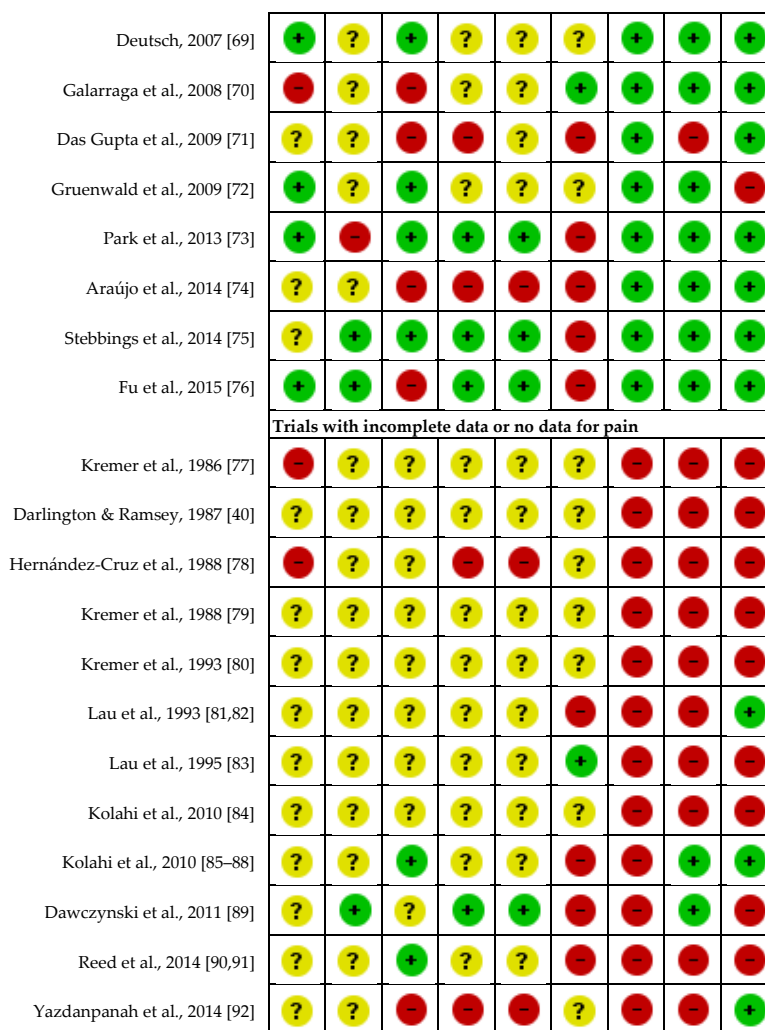 Deutsch, 2007 [69] + ? + ? ? ? + + +
Galarraga et al., 2008 [70] - ? - ? ? + + + +
Das Gupta et al., 2009 [71] ? ? - - ? - + - +
Gruenwald et al., 2009 [72] + ? + ? ? ? + + -
Park et al., 2013 [73] + - + + + - + + +
Araújo et al., 2014 [74] ? ? - - - - + + +
Stebbings et al., 2014 [75] ? + + + + - + + +
Fu et al., 2015 [76] + + - + + - + + +
Trials with incomplete data or no data for pain
Kremer et al., 1986 [77] - ? ? ? ? ? - - -
Darlington & Ramsey, 1987 [40] ? ? ? ? ? ? - - -
Hernández-Cruz et al., 1988 [78] - ? ? - - ? - - -
Kremer et al., 1988 [79] ? ? ? ? ? ? - - -
Kremer et al., 1993 [80] ? ? ? ? ? ? - - -
Lau et al., 1993 [81,82] ? ? ? ? ? - - - +
Lau et al., 1995 [83] ? ? ? ? ? + - - -
Kolahi et al., 2010 [84] ? ? ? ? ? ? - - -
Kolahi et al., 2010 [85–88] ? ? + ? ? - - + +
Dawczynski et al., 2011 [89] ? + ? + + - - + -
Reed et al., 2014 [90,91] ? ? + ? ? - - - -
Yazdanpanah et al., 2014 [92] ? ? - - - ? - - +